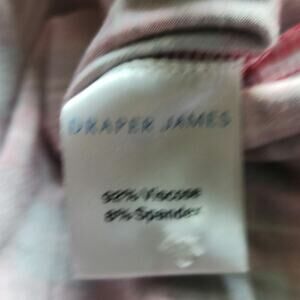 DRAPER JAMES
92% Viscose
8% Spandex